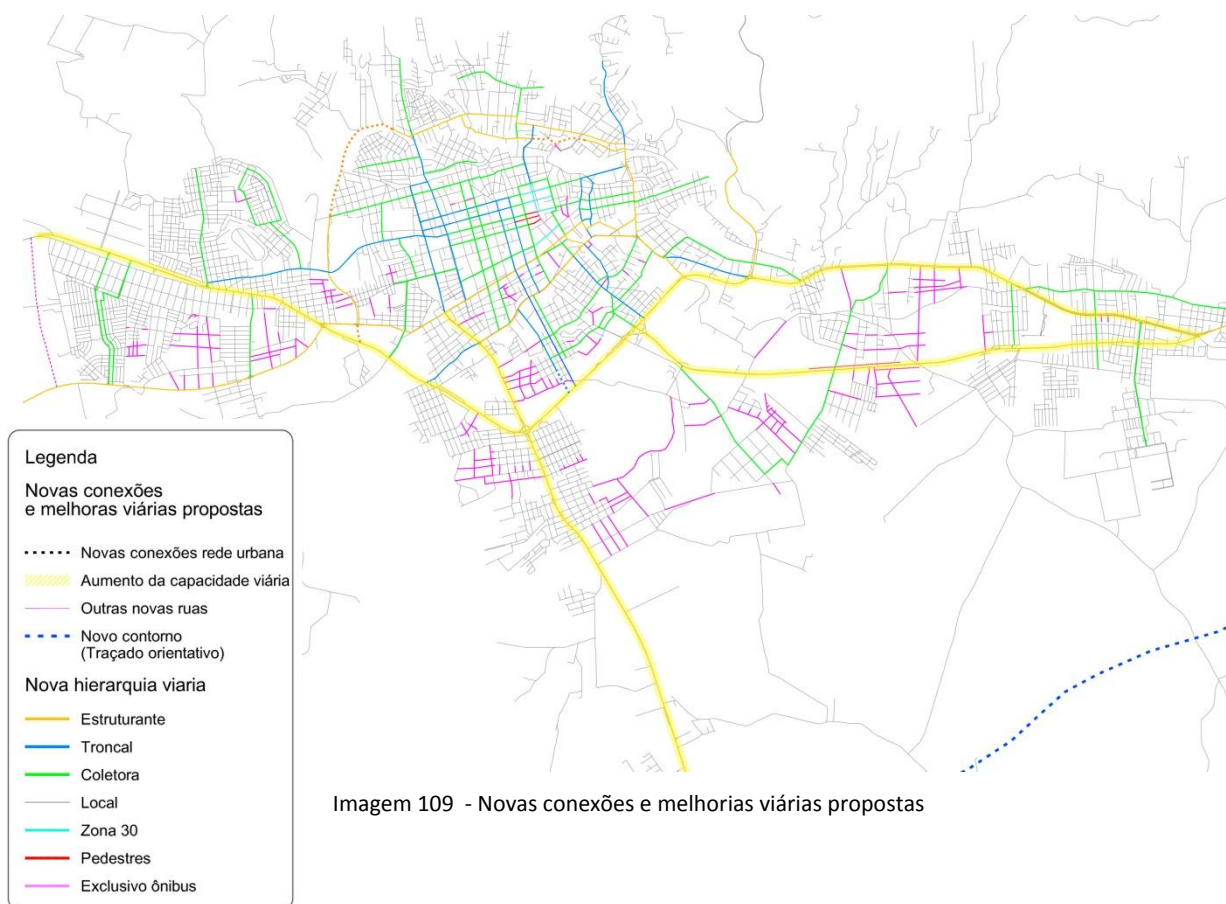 Legenda
Novas conexões
e melhoras viárias propostas
Novas conexões rede urbana
Aumento da capacidade viária
Outras novas ruas
Novo contorno
(Traçado orientativo)
Nova hierarquia viaria
Estruturante
Troncal
Coletora
Local
Zona 30
Pedestres
Exclusivo ônibus
Imagem 109 - Novas conexões e melhorias viárias propostas